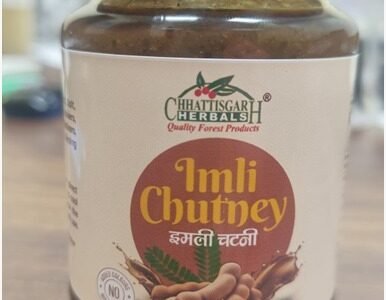 CHHATTISGARH
HERBALS®
Quality Forest Products
Imli
Chutney
इमली चटनी
NO